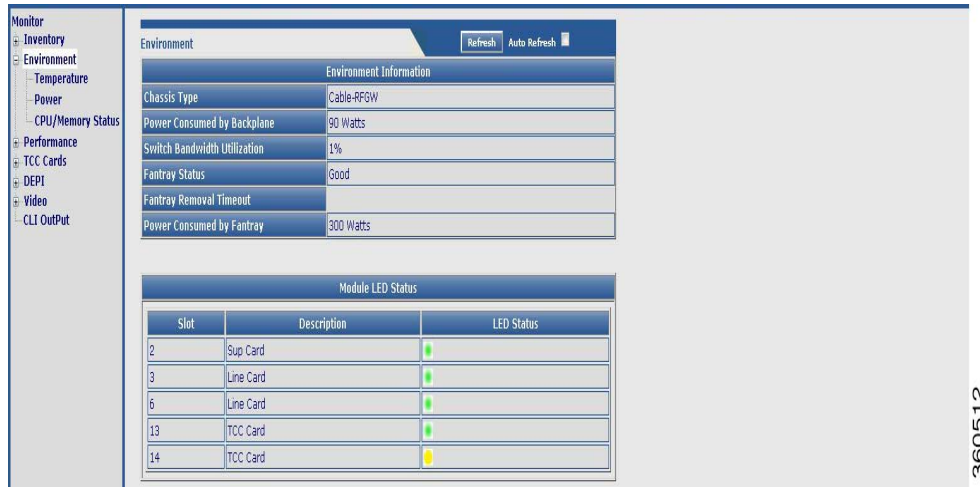 Monitor
Inventory
Environment
Temperature
Power
CPU/Memory Status
Performance
TCC Cards
DEPI
Video
CLI OutPut
Environment
Refresh Auto Refresh
Environment Information
Chassis Type Cable-RFGW
Power Consumed by Backplane 90 Watts
Switch Bandwidth Utilization 1%
Fantray Status Good
Fantray Removal Timeout
Power Consumed by Fantray 300 Watts
Module LED Status
Slot Description LED Status
2 Sup Card
3 Line Card
6 Line Card
13 TCC Card
14 TCC Card
360512